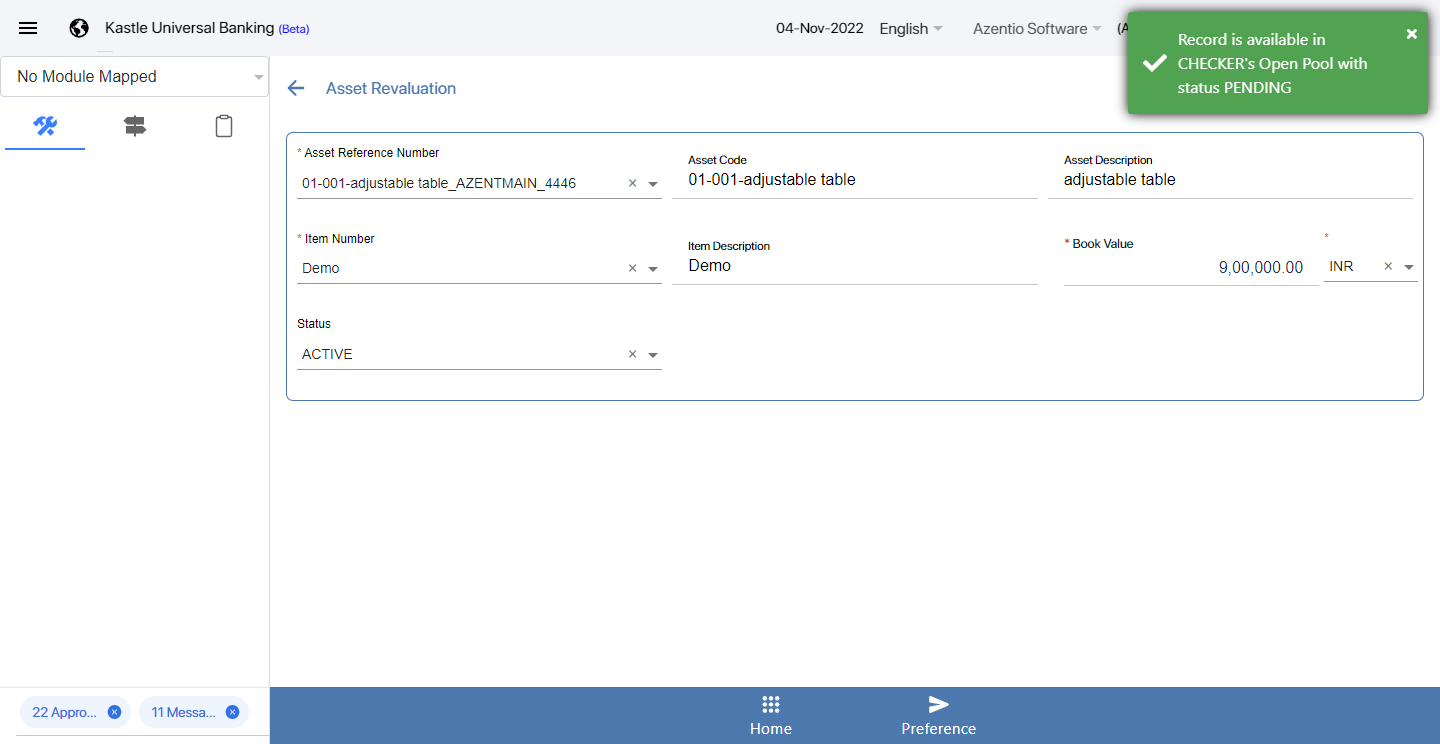 Kastle Universal Banking (Beta)
04-Nov-2022
English
Azentio Software
(A
Record is available in
CHECKER's Open Pool with
status PENDING
No Module Mapped
Asset Revaluation
* Asset Reference Number
01-001-adjustable table_AZENTMAIN_4446
Asset Code
01-001-adjustable table
Asset Description
adjustable table
* Item Number
Demo
Item Description
Demo
* Book Value
9,00,000.00
*
INR
Status
ACTIVE
22 Appro...
11 Messa...
Home
Preference